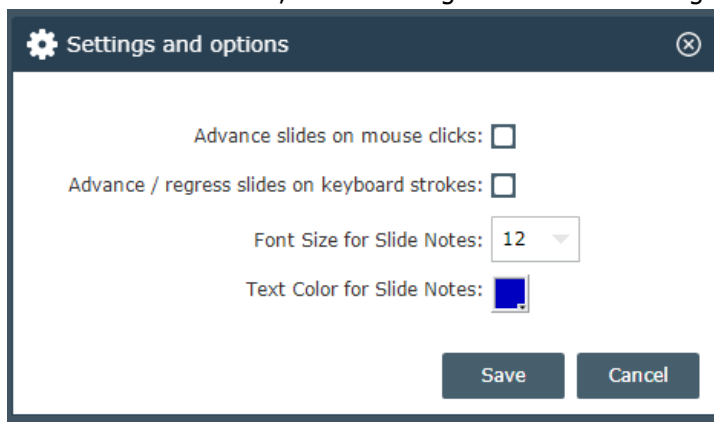 Settings and options
Advance slides on mouse clicks:
Advance / regress slides on keyboard strokes:
Font Size for Slide Notes: 12
Text Color for Slide Notes:
Save Cancel